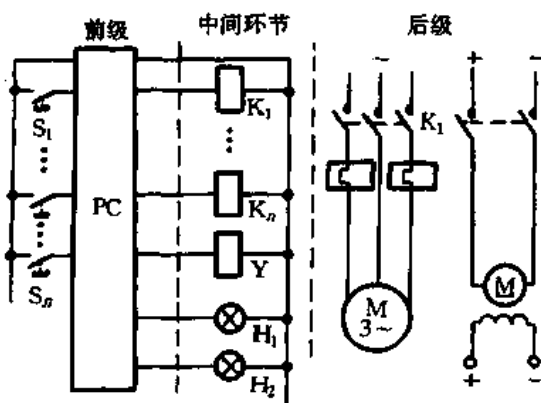 前级
中间环节
后级
S₁
PC
Sₙ
K₁
Kₙ
Y
H₁
H₂
~
K₁
M
3~
+ −
M
+ −